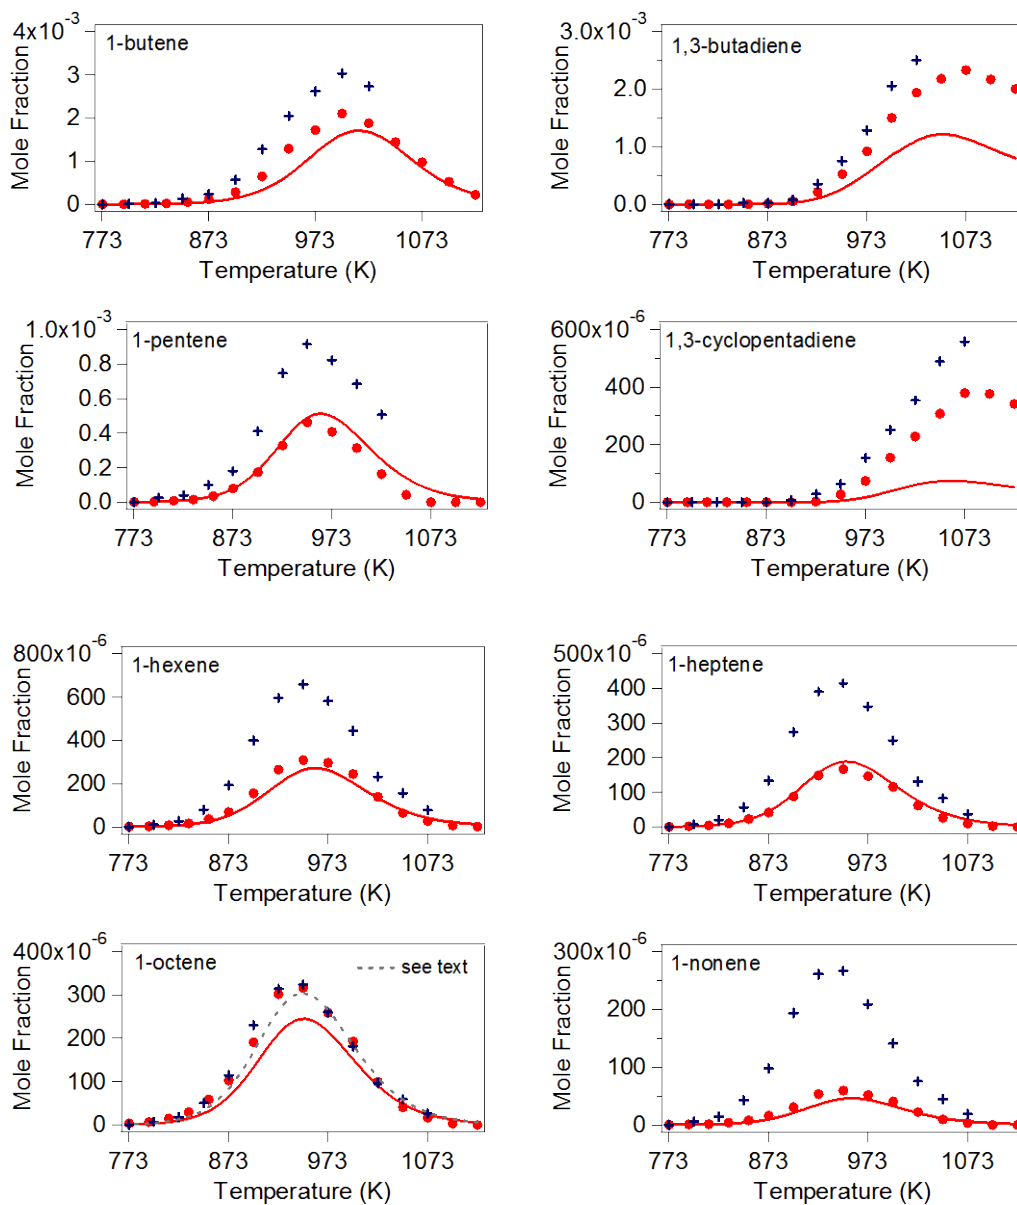 4x10-3
1-butene
3
2
1
0
Mole Fraction
773 873 973 1073
Temperature (K)
3.0x10-3
1,3-butadiene
2.0
1.0
0.0
Mole Fraction
773 873 973 1073
Temperature (K)
1.0x10-3
1-pentene
0.8
0.6
0.4
0.2
0.0
Mole Fraction
773 873 973 1073
Temperature (K)
600x10-6
1,3-cyclopentadiene
400
200
0
Mole Fraction
773 873 973 1073
Temperature (K)
800x10-6
1-hexene
600
400
200
0
Mole Fraction
773 873 973 1073
Temperature (K)
500x10-6
1-heptene
400
300
200
100
0
Mole Fraction
773 873 973 1073
Temperature (K)
400x10-6
1-octene
see text
300
200
100
0
Mole Fraction
773 873 973 1073
Temperature (K)
300x10-6
1-nonene
200
100
0
Mole Fraction
773 873 973 1073
Temperature (K)